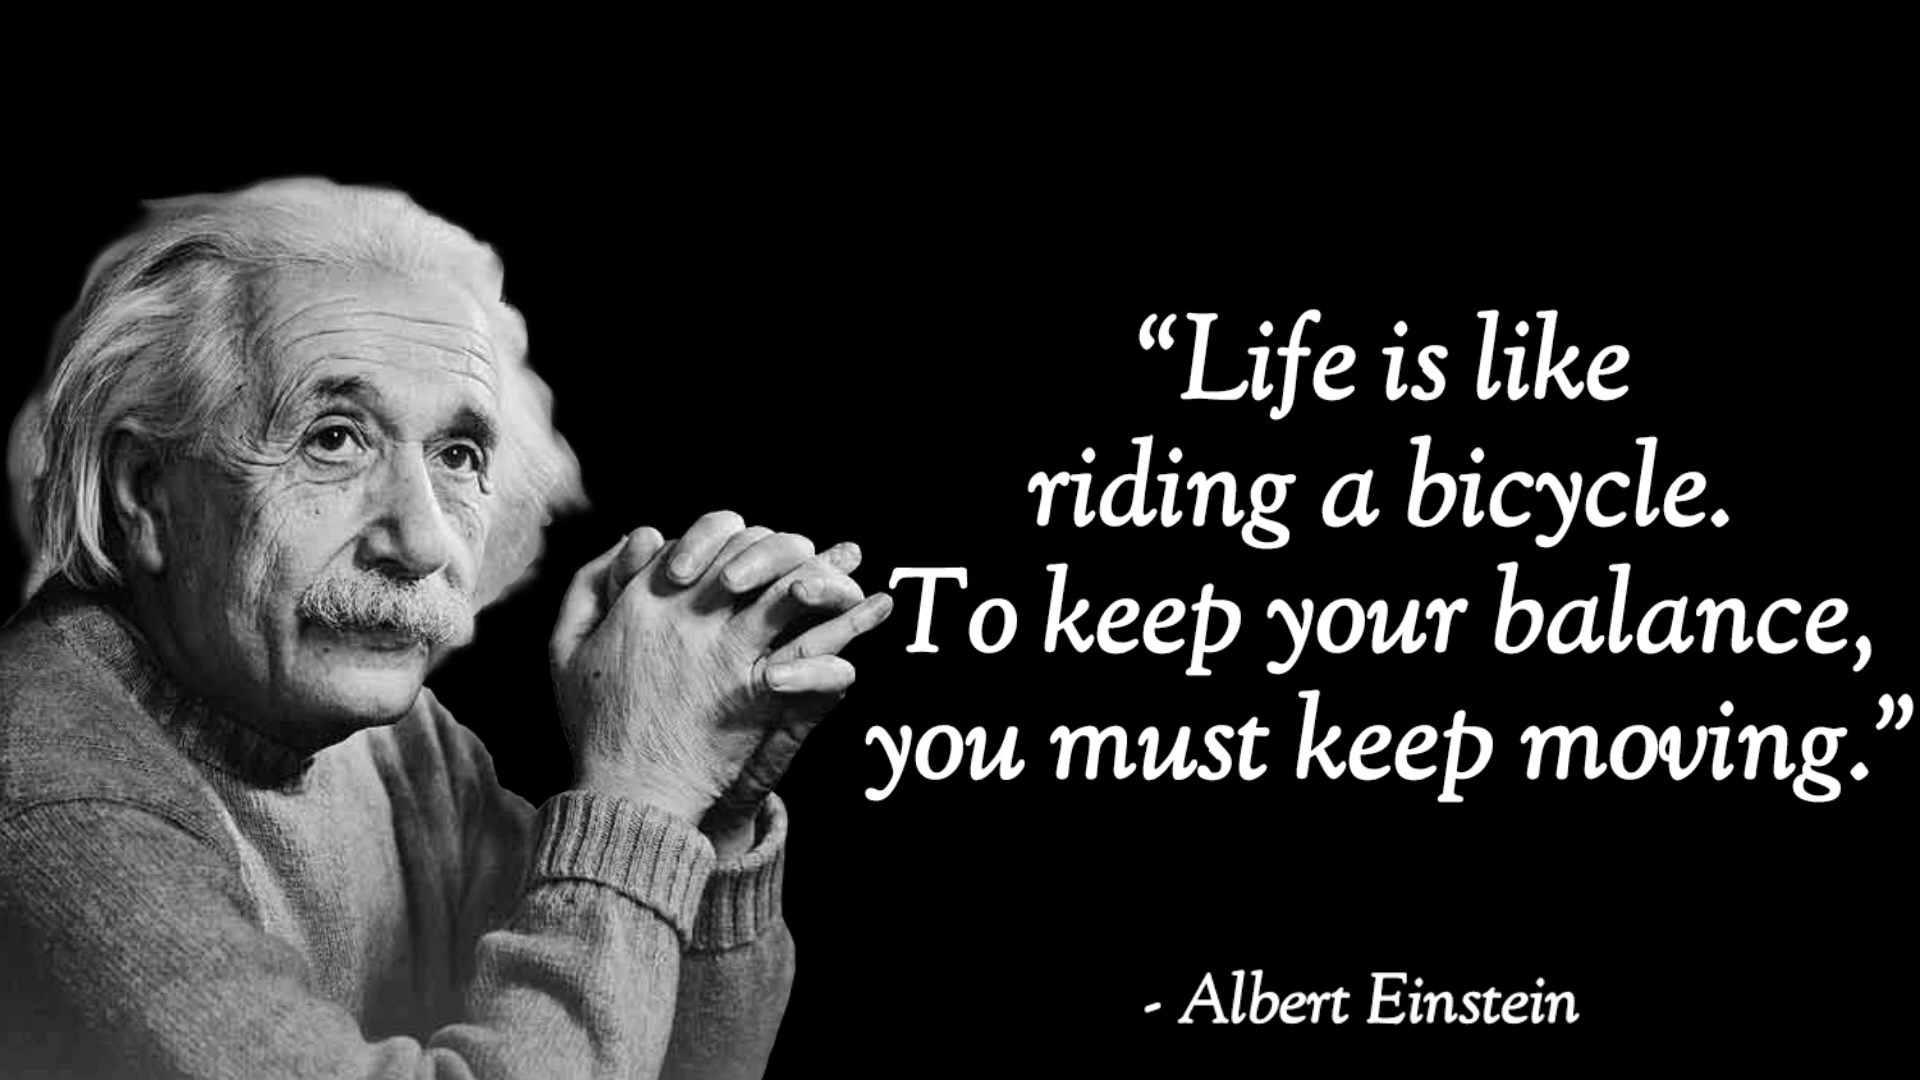 “Life is like
riding a bicycle.
To keep your balance,
you must keep moving.”
- Albert Einstein